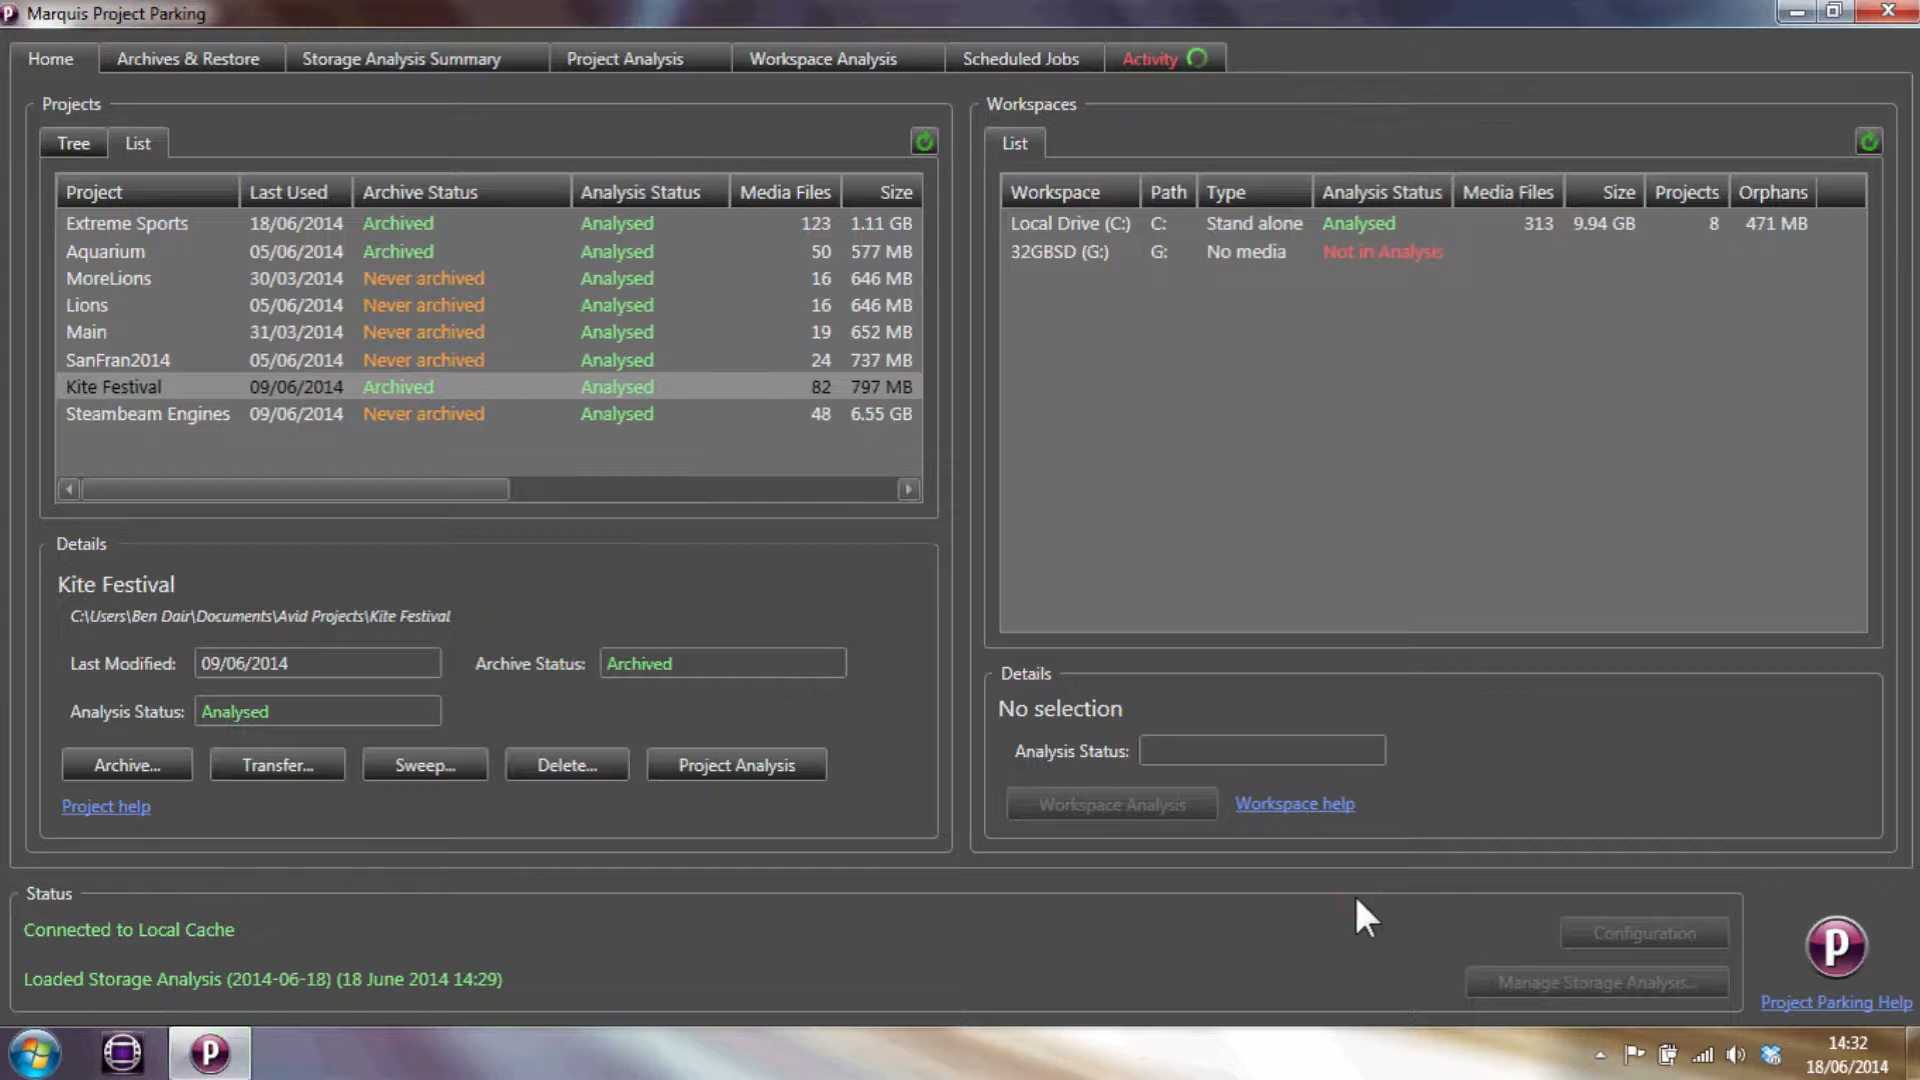 Marquis Project Parking
Home
Archives & Restore
Storage Analysis Summary
Project Analysis
Workspace Analysis
Scheduled Jobs
Activity
Projects
Tree
List
Project Last Used Archive Status Analysis Status Media Files Size
Extreme Sports 18/06/2014 Archived Analysed 123 1.11 GB
Aquarium 05/06/2014 Archived Analysed 50 577 MB
MoreLions 30/03/2014 Never archived Analysed 16 646 MB
Lions 05/06/2014 Never archived Analysed 16 646 MB
Main 31/03/2014 Never archived Analysed 19 652 MB
SanFran2014 05/06/2014 Never archived Analysed 24 737 MB
Kite Festival 09/06/2014 Archived Analysed 82 797 MB
Steambeam Engines 09/06/2014 Never archived Analysed 48 6.55 GB
Details
Kite Festival
C:\Users\Ben Dair\Documents\Avid Projects\Kite Festival
Last Modified: 09/06/2014 Archive Status: Archived
Analysis Status: Analysed
Archive... Transfer... Sweep... Delete... Project Analysis
Project help
Workspaces
List
Workspace Path Type Analysis Status Media Files Size Projects Orphans
Local Drive (C:) C: Stand alone Analysed 313 9.94 GB 8 471 MB
32GBSD (G:) G: No media Not in Analysis
Details
No selection
Analysis Status:
Workspace Analysis Workspace help
Status
Connected to Local Cache
Loaded Storage Analysis (2014-06-18) (18 June 2014 14:29)
Configuration
Manage Storage Analysis...
P
Project Parking Help
P
14:32
18/06/2014